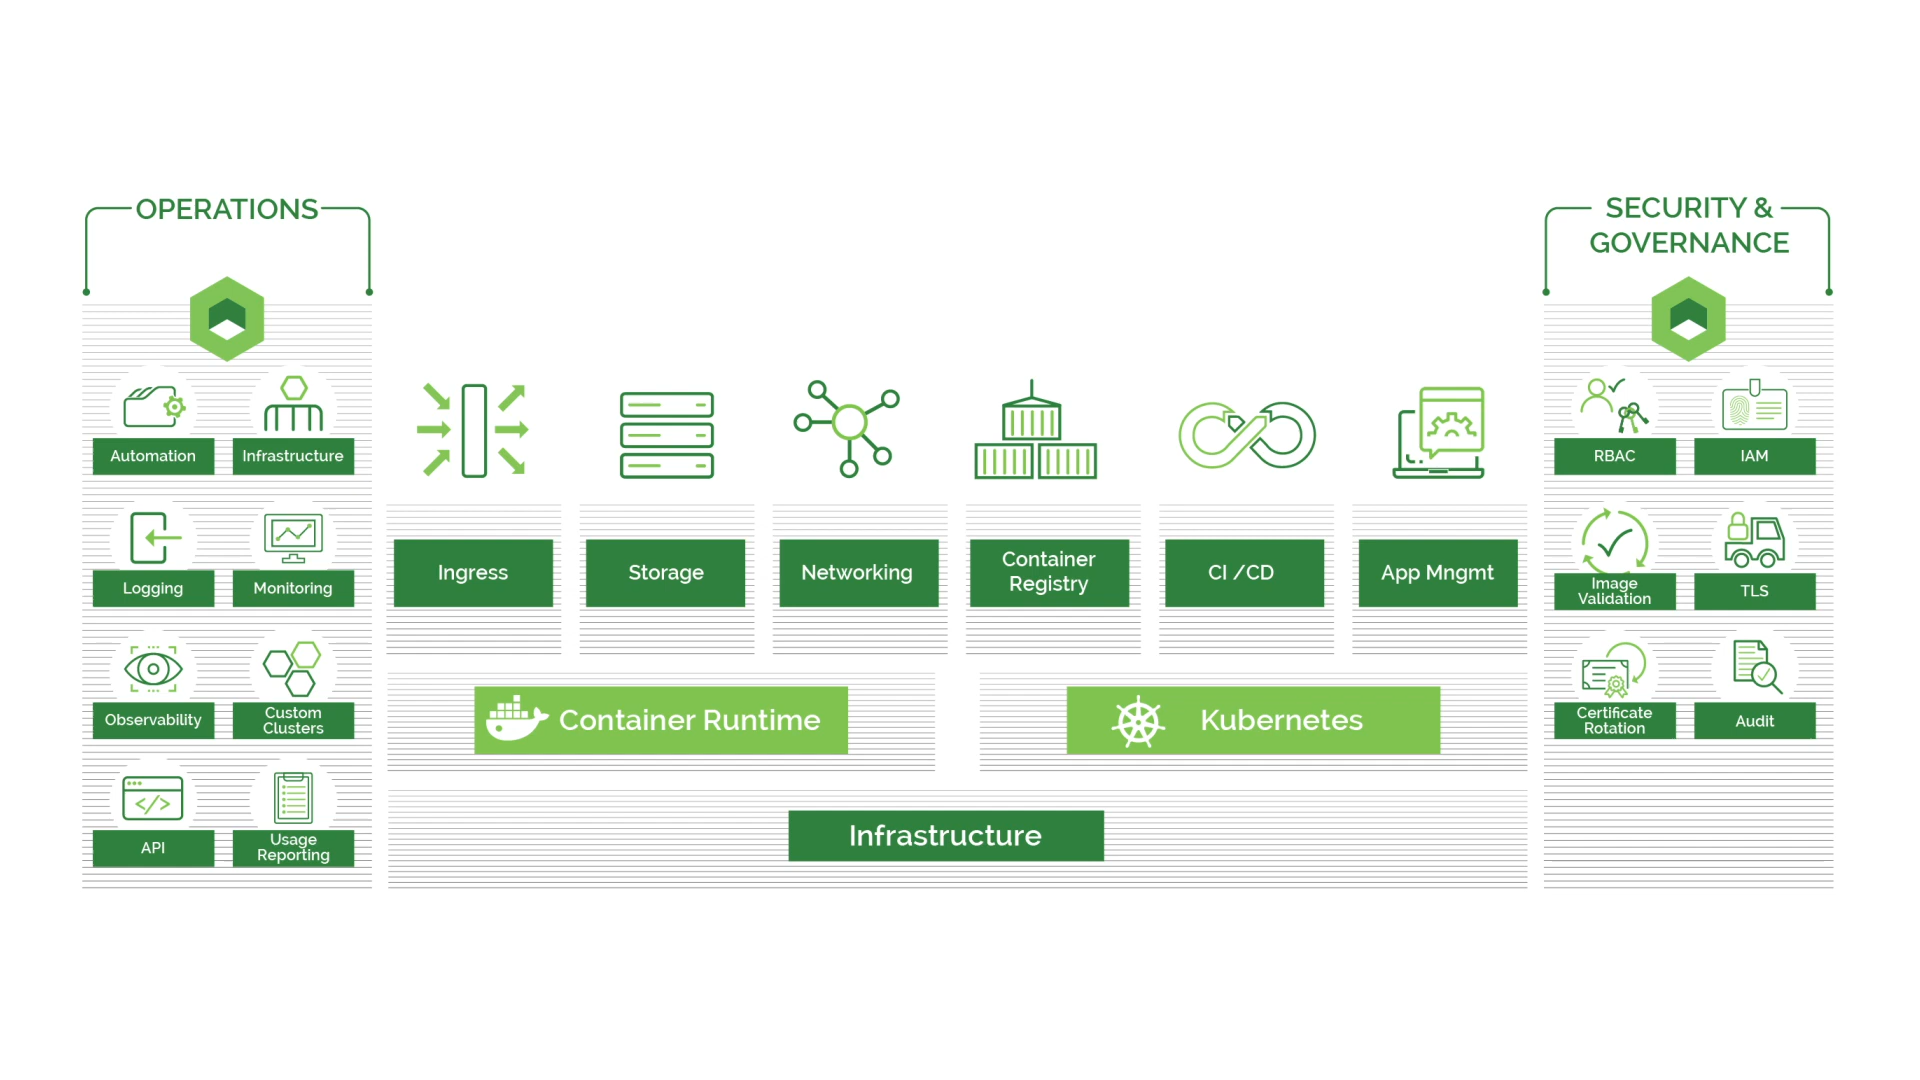 OPERATIONS
Automation
Infrastructure
Logging
Monitoring
Observability
Custom
Clusters
API
Usage
Reporting
Ingress
Storage
Networking
Container
Registry
CI /CD
App Mngmt
Container Runtime
Kubernetes
Infrastructure
SECURITY &
GOVERNANCE
RBAC
IAM
Image
Validation
TLS
Certificate
Rotation
Audit